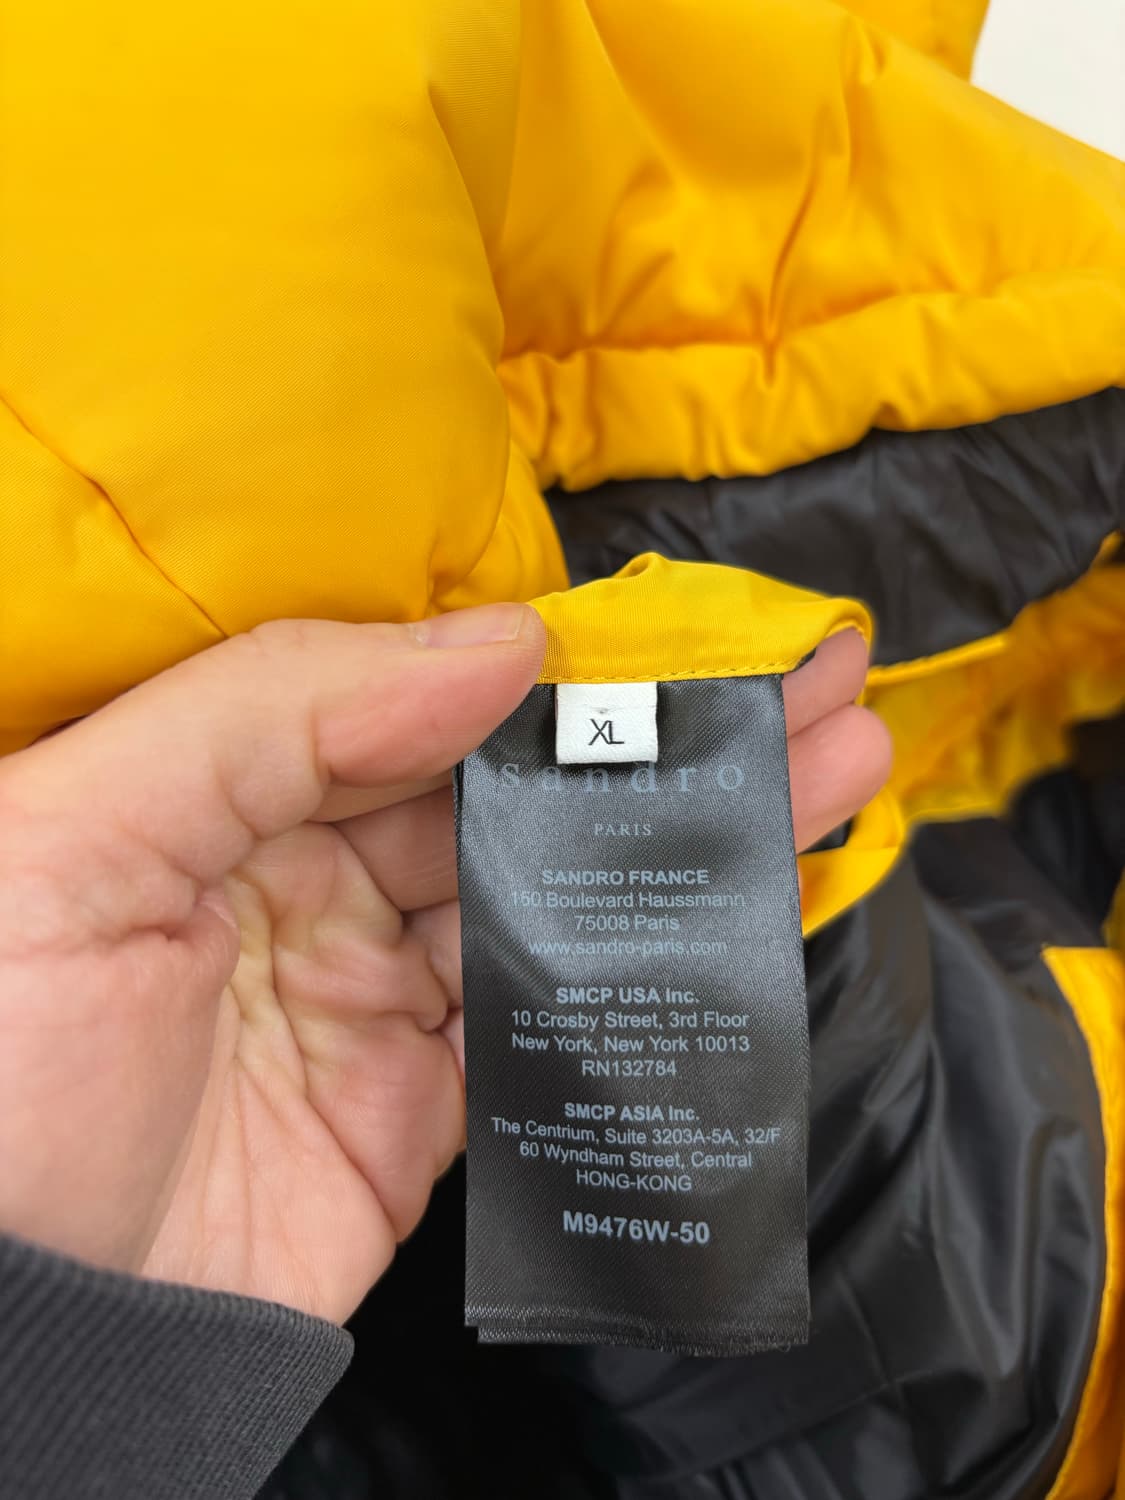 XL
sandro
PARIS
SANDRO FRANCE
150 Boulevard Haussmann
75008 Paris
www.sandro-paris.com
SMCP USA Inc.
10 Crosby Street, 3rd Floor
New York, New York 10013
RN132784
SMCP ASIA Inc.
The Centrium, Suite 3203A-5A, 32/F
60 Wyndham Street, Central
HONG-KONG
M9476W-50